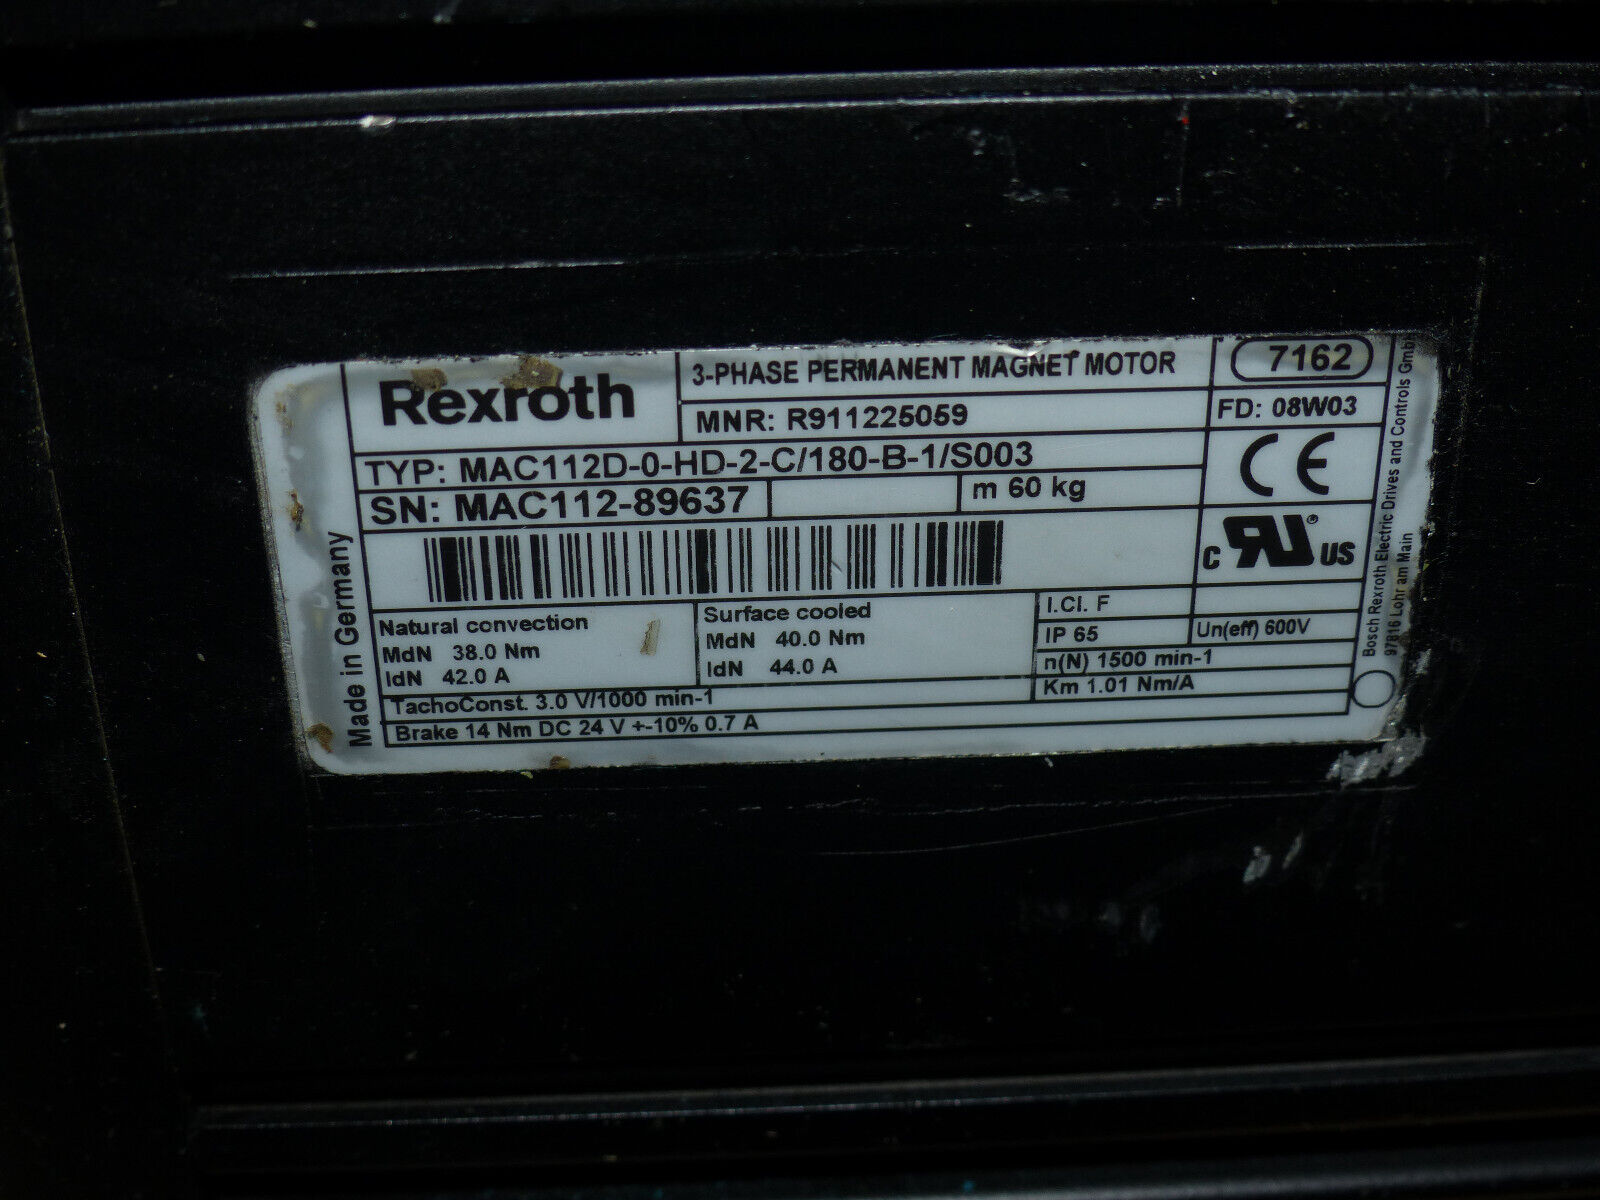 Rexroth
3-PHASE PERMANENT MAGNET MOTOR
7162
MNR: R911225059
FD: 08W03
TYP: MAC112D-0-HD-2-C/180-B-1/S003
SN: MAC112-89637
m 60 kg
CE
c RU® US
Natural convection
MdN 38.0 Nm
IdN 42.0 A
Surface cooled
MdN 40.0 Nm
IdN 44.0 A
I.Cl. F
IP 65
Un(eff) 600V
n(N) 1500 min-1
Km 1.01 Nm/A
TachoConst. 3.0 V/1000 min-1
Brake 14 Nm DC 24 V +-10% 0.7 A
Made in Germany
Bosch Rexroth Electric Drives and Controls GmbH
97816 Lohr am Main